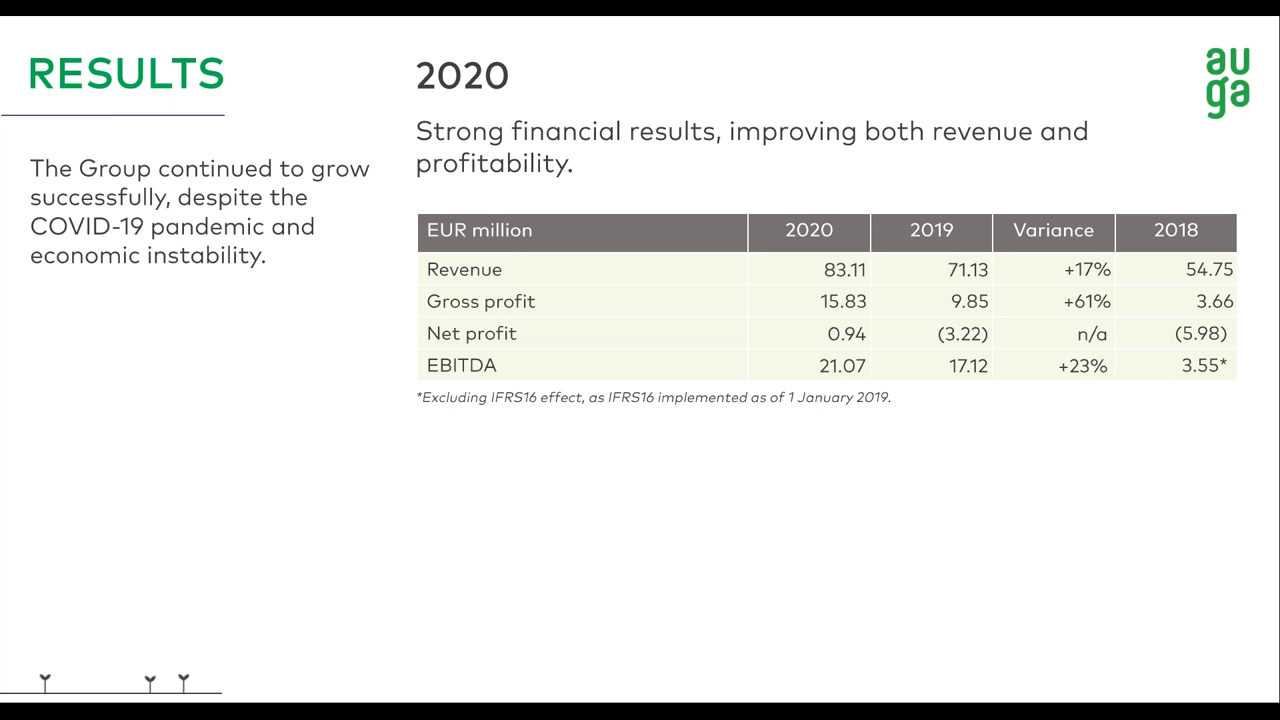 RESULTS
The Group continued to grow
successfully, despite the
COVID-19 pandemic and
economic instability.
2020
Strong financial results, improving both revenue and
profitability.
EUR million 2020 2019 Variance 2018
Revenue 83.11 71.13 +17% 54.75
Gross profit 15.83 9.85 +61% 3.66
Net profit 0.94 (3.22) n/a (5.98)
EBITDA 21.07 17.12 +23% 3.55*
*Excluding IFRS16 effect, as IFRS16 implemented as of 1 January 2019.
au
ga